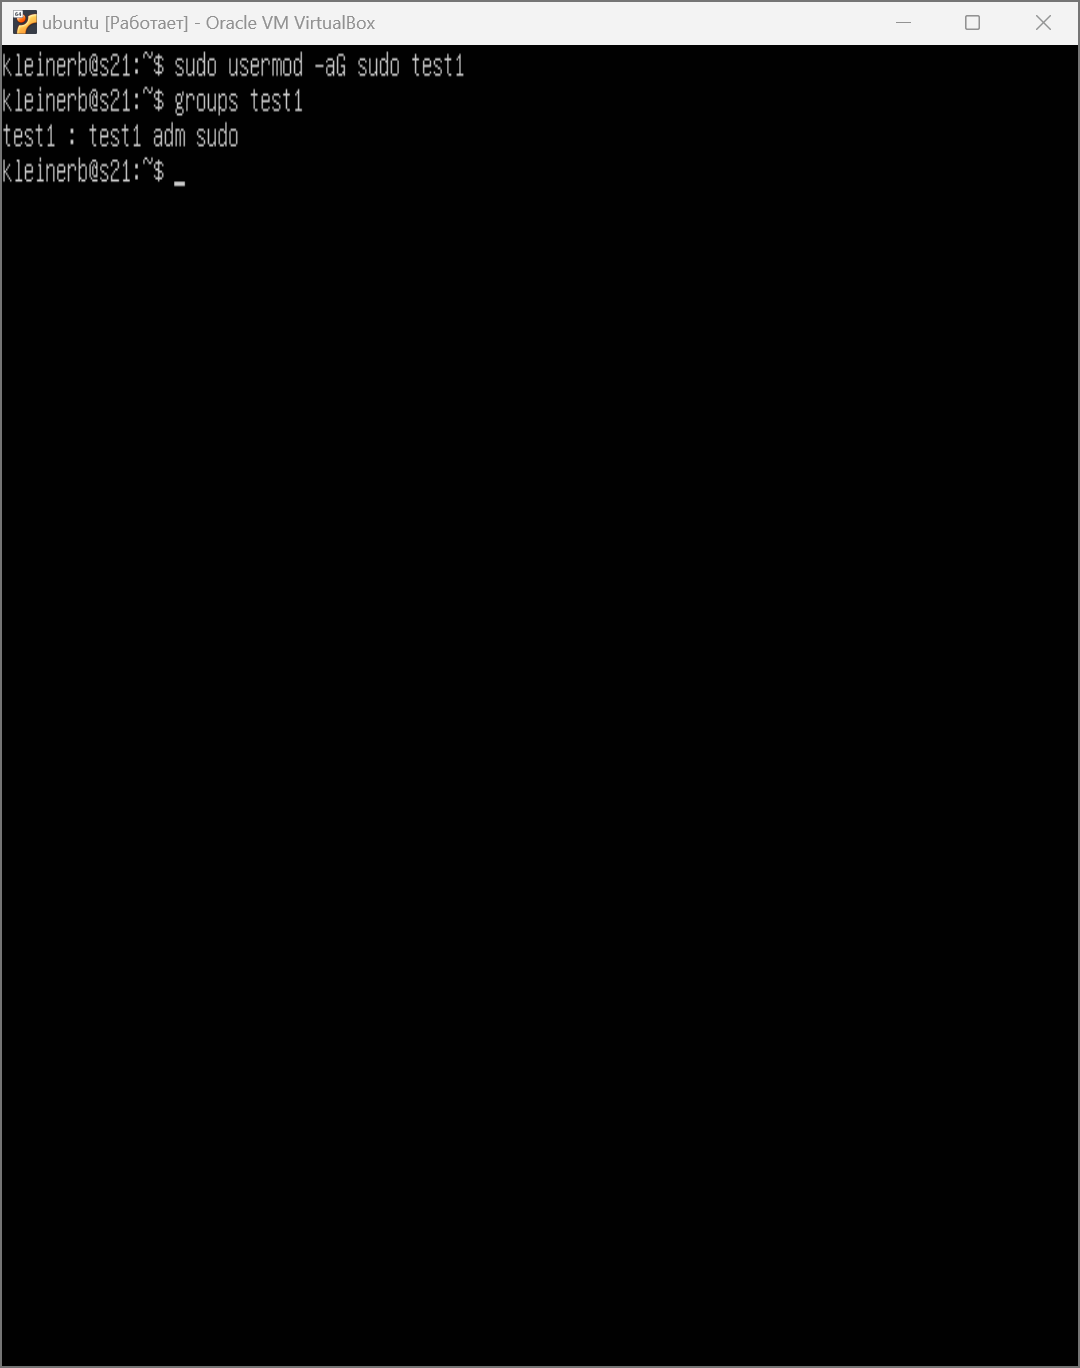 ubuntu [Работает] - Oracle VM VirtualBox
kleinerb@s21:~$ sudo usermod -aG sudo test1
kleinerb@s21:~$ groups test1
test1 : test1 adm sudo
kleinerb@s21:~$ _